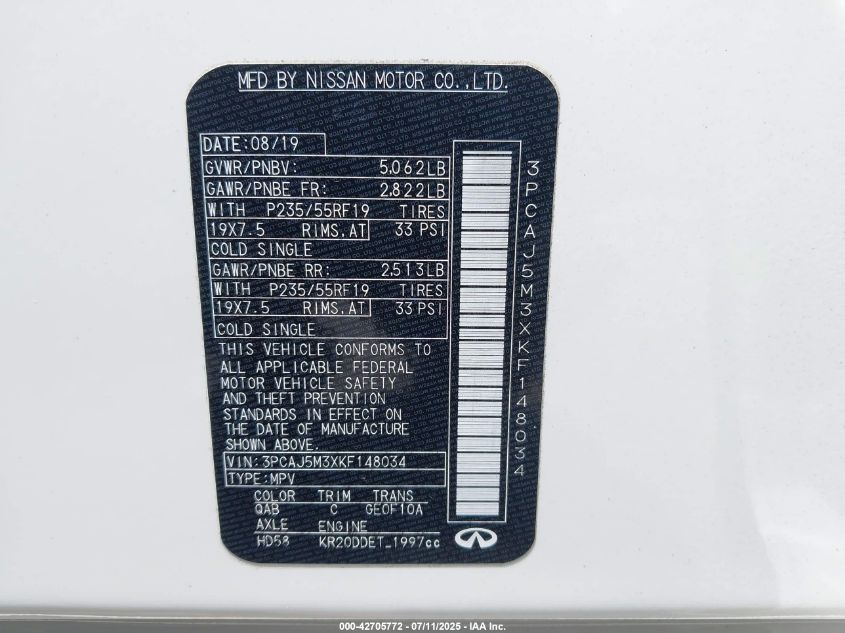 MFD BY NISSAN MOTOR CO.,LTD.
DATE:08/19
GVWR/PNBV: 5.062LB
GAWR/PNBE FR: 2.822LB
WITH P235/55RF19 TIRES
19X7.5 RIMS.AT 33 PSI
COLD SINGLE
GAWR/PNBE RR: 2.513LB
WITH P235/55RF19 TIRES
19X7.5 RIMS.AT 33 PSI
COLD SINGLE
THIS VEHICLE CONFORMS TO
ALL APPLICABLE FEDERAL
MOTOR VEHICLE SAFETY
AND THEFT PREVENTION
STANDARDS IN EFFECT ON
THE DATE OF MANUFACTURE
SHOWN ABOVE.
VIN:3PCAJ5M3XKF148034
TYPE:MPV
COLOR TRIM TRANS
QAB C GE0F10A
AXLE ENGINE
HD58 KR20DDET_1997cc
3PCAJ5M3XKF148034
000-42705772 - 07/11/2025 - IAA Inc.